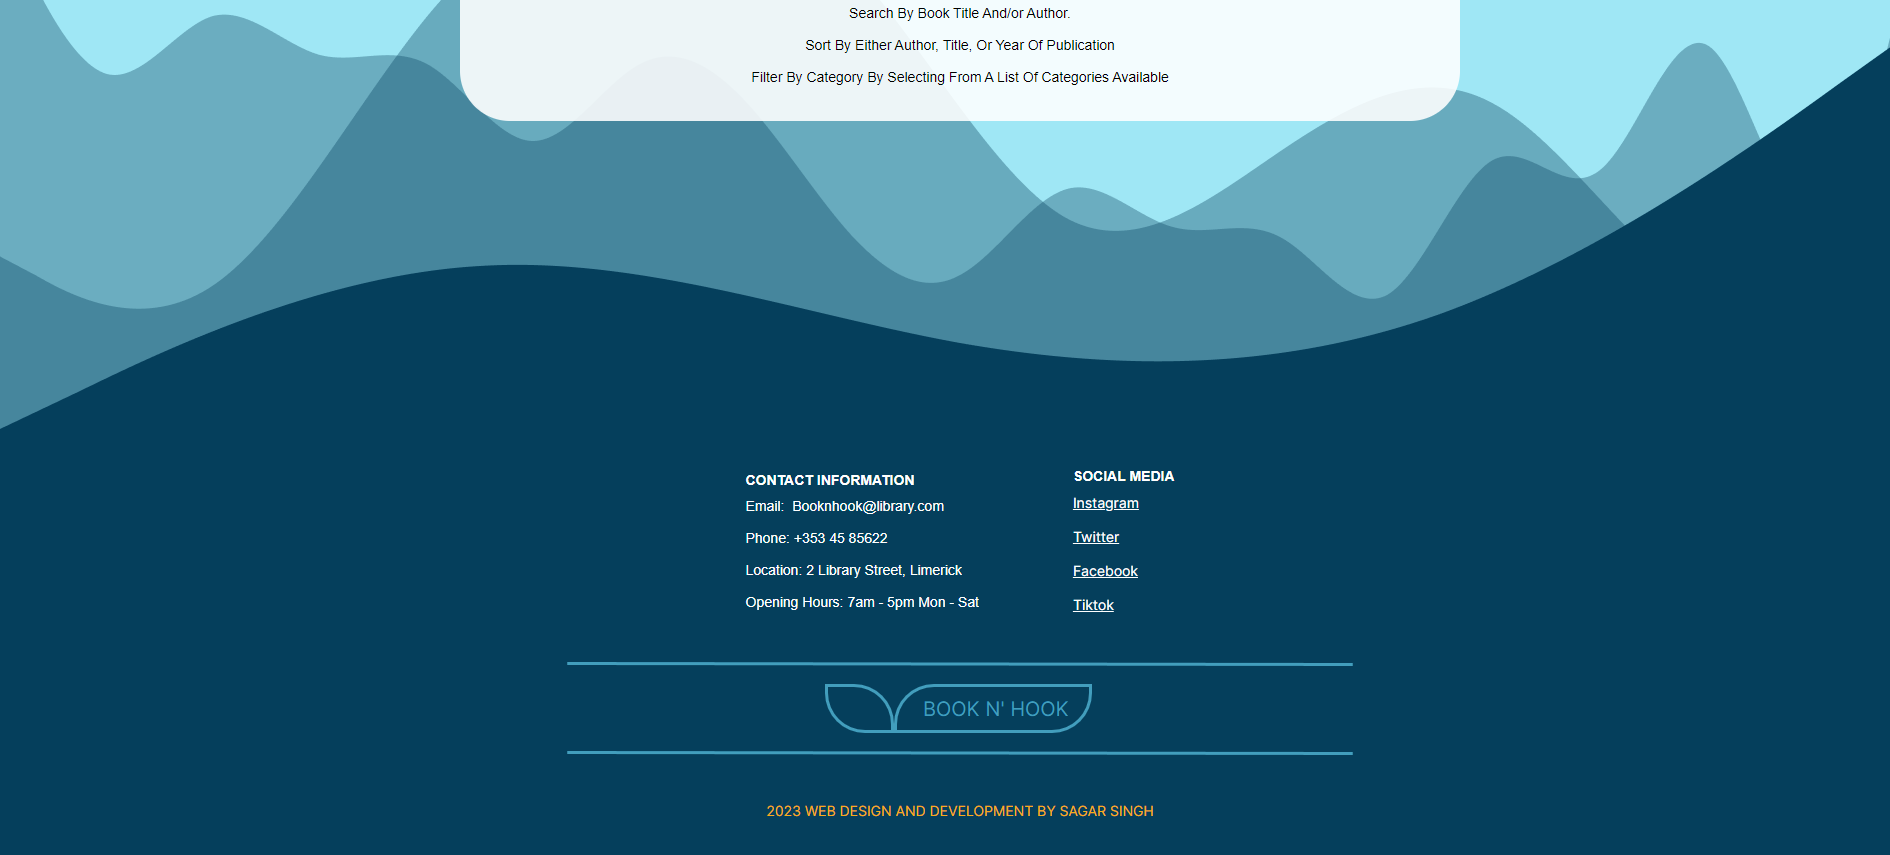 Search By Book Title And/or Author.
Sort By Either Author, Title, Or Year Of Publication
Filter By Category By Selecting From A List Of Categories Available
CONTACT INFORMATION
Email:  Booknhook@library.com
Phone: +353 45 85622
Location: 2 Library Street, Limerick
Opening Hours: 7am - 5pm Mon - Sat
SOCIAL MEDIA
Instagram
Twitter
Facebook
Tiktok
BOOK N' HOOK
2023 WEB DESIGN AND DEVELOPMENT BY SAGAR SINGH